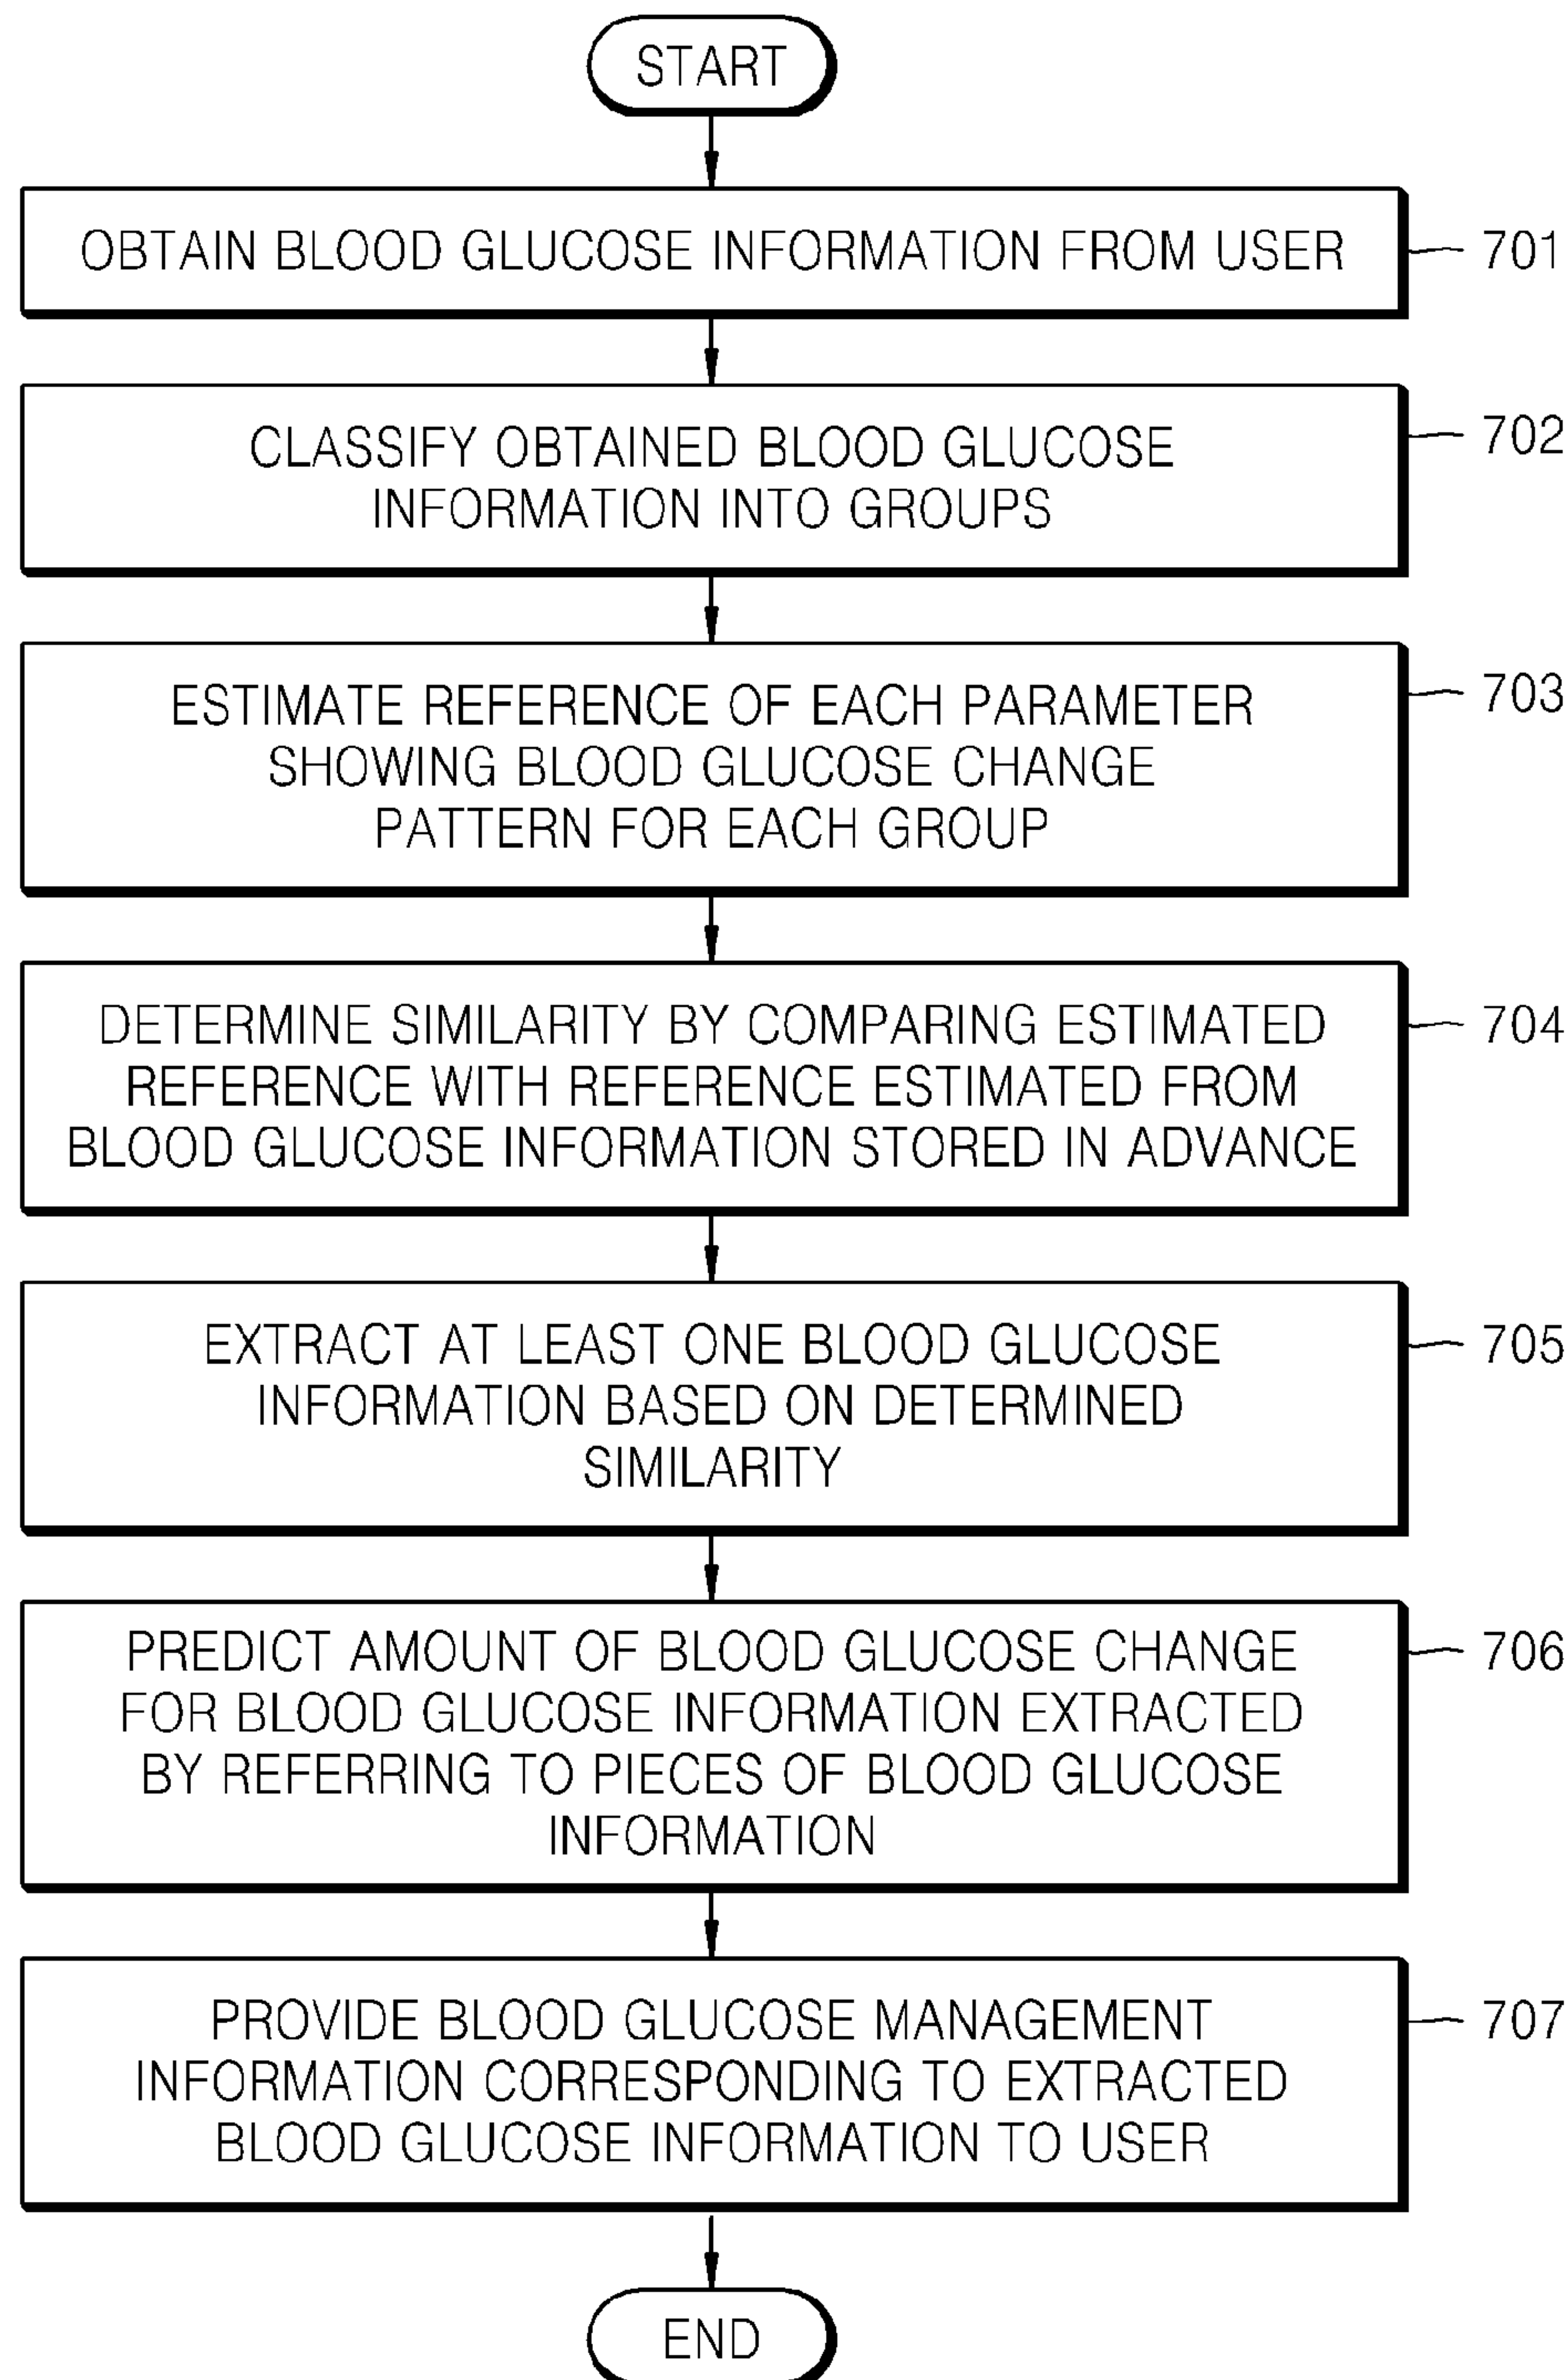 START
OBTAIN BLOOD GLUCOSE INFORMATION FROM USER
701
CLASSIFY OBTAINED BLOOD GLUCOSE
INFORMATION INTO GROUPS
702
ESTIMATE REFERENCE OF EACH PARAMETER
SHOWING BLOOD GLUCOSE CHANGE
PATTERN FOR EACH GROUP
703
DETERMINE SIMILARITY BY COMPARING ESTIMATED
REFERENCE WITH REFERENCE ESTIMATED FROM
BLOOD GLUCOSE INFORMATION STORED IN ADVANCE
704
EXTRACT AT LEAST ONE BLOOD GLUCOSE
INFORMATION BASED ON DETERMINED
SIMILARITY
705
PREDICT AMOUNT OF BLOOD GLUCOSE CHANGE
FOR BLOOD GLUCOSE INFORMATION EXTRACTED
BY REFERRING TO PIECES OF BLOOD GLUCOSE
INFORMATION
706
PROVIDE BLOOD GLUCOSE MANAGEMENT
INFORMATION CORRESPONDING TO EXTRACTED
BLOOD GLUCOSE INFORMATION TO USER
707
END